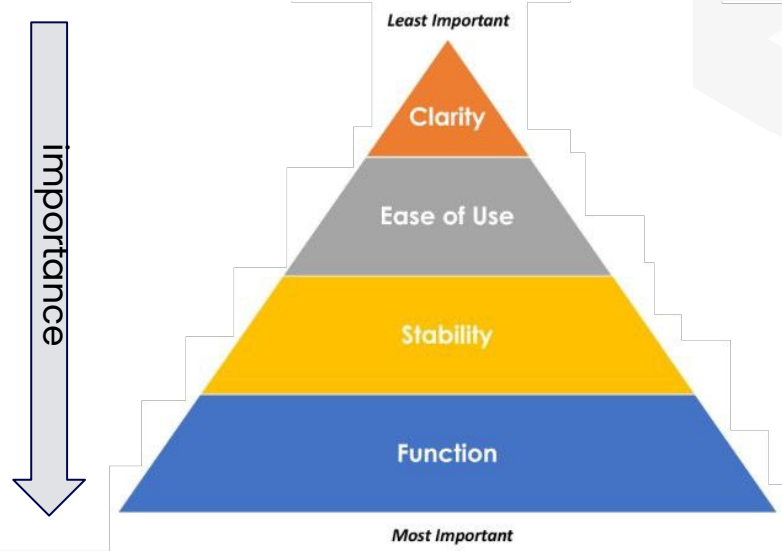 Least Important
importance
Clarity
Ease of Use
Stability
Function
Most Important